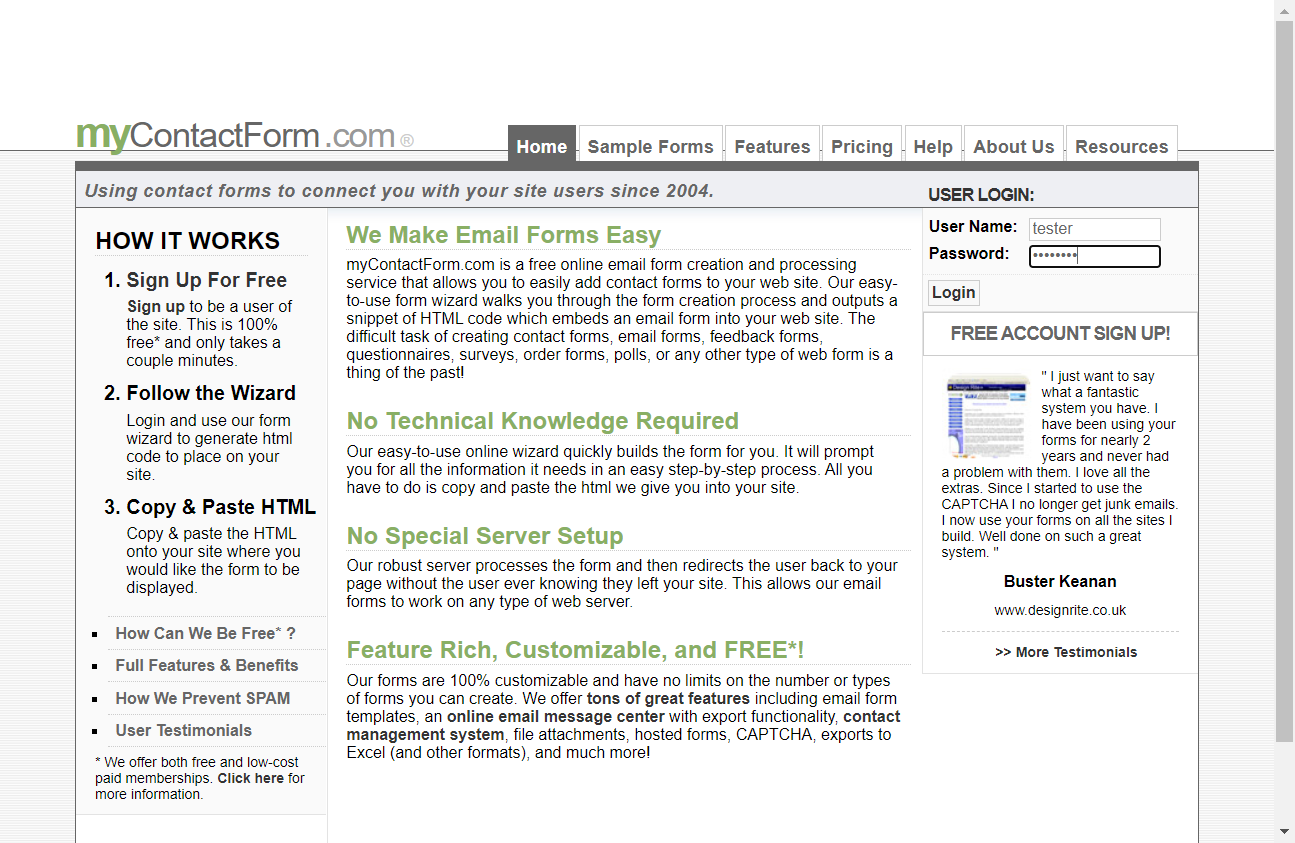 myContactForm.com®
Home
Sample Forms
Features
Pricing
Help
About Us
Resources
Using contact forms to connect you with your site users since 2004.
HOW IT WORKS
1. Sign Up For Free
Sign up to be a user of
the site. This is 100%
free* and only takes a
couple minutes.
2. Follow the Wizard
Login and use our form
wizard to generate html
code to place on your
site.
3. Copy & Paste HTML
Copy & paste the HTML
onto your site where you
would like the form to be
displayed.
How Can We Be Free* ?
Full Features & Benefits
How We Prevent SPAM
User Testimonials
* We offer both free and low-cost
paid memberships. Click here for
more information.
We Make Email Forms Easy
myContactForm.com is a free online email form creation and processing
service that allows you to easily add contact forms to your web site. Our easy-
to-use form wizard walks you through the form creation process and outputs a
snippet of HTML code which embeds an email form into your web site. The
difficult task of creating contact forms, email forms, feedback forms,
questionnaires, surveys, order forms, polls, or any other type of web form is a
thing of the past!
No Technical Knowledge Required
Our easy-to-use online wizard quickly builds the form for you. It will prompt
you for all the information it needs in an easy step-by-step process. All you
have to do is copy and paste the html we give you into your site.
No Special Server Setup
Our robust server processes the form and then redirects the user back to your
page without the user ever knowing they left your site. This allows our email
forms to work on any type of web server.
Feature Rich, Customizable, and FREE*!
Our forms are 100% customizable and have no limits on the number or types
of forms you can create. We offer tons of great features including email form
templates, an online email message center with export functionality, contact
management system, file attachments, hosted forms, CAPTCHA, exports to
Excel (and other formats), and much more!
USER LOGIN:
User Name: tester
Password: ••••••••
Login
FREE ACCOUNT SIGN UP!
" I just want to say
what a fantastic
system you have. I
have been using your
forms for nearly 2
years and never had
a problem with them. I love all the
extras. Since I started to use the
CAPTCHA I no longer get junk emails.
I now use your forms on all the sites I
build. Well done on such a great
system. "
Buster Keanan
www.designrite.co.uk
>> More Testimonials